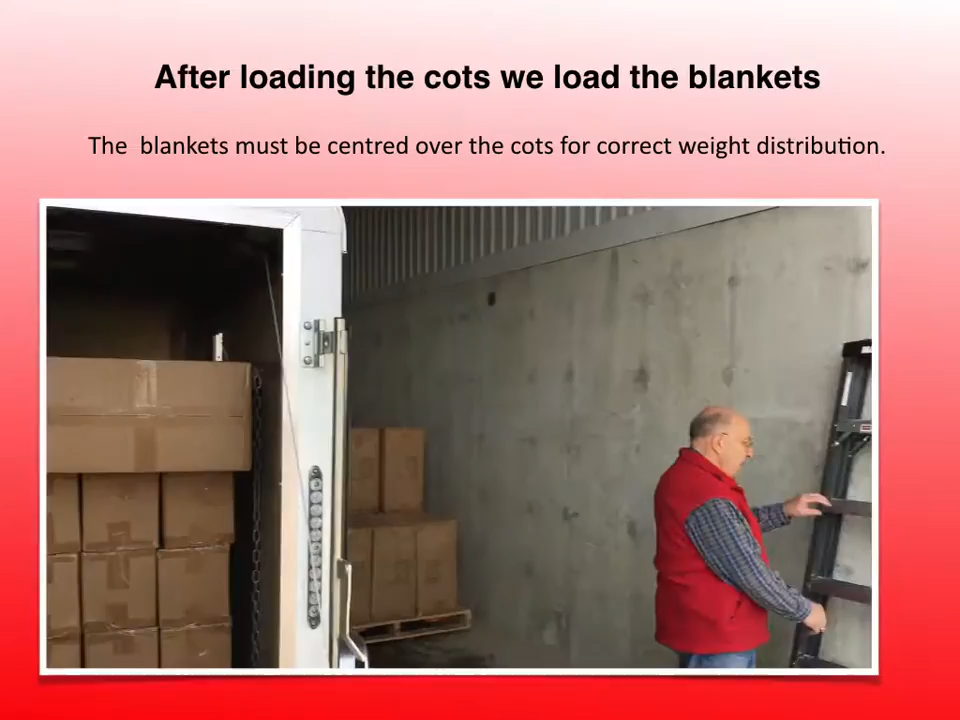 After loading the cots we load the blankets
The  blankets must be centred over the cots for correct weight distribution.